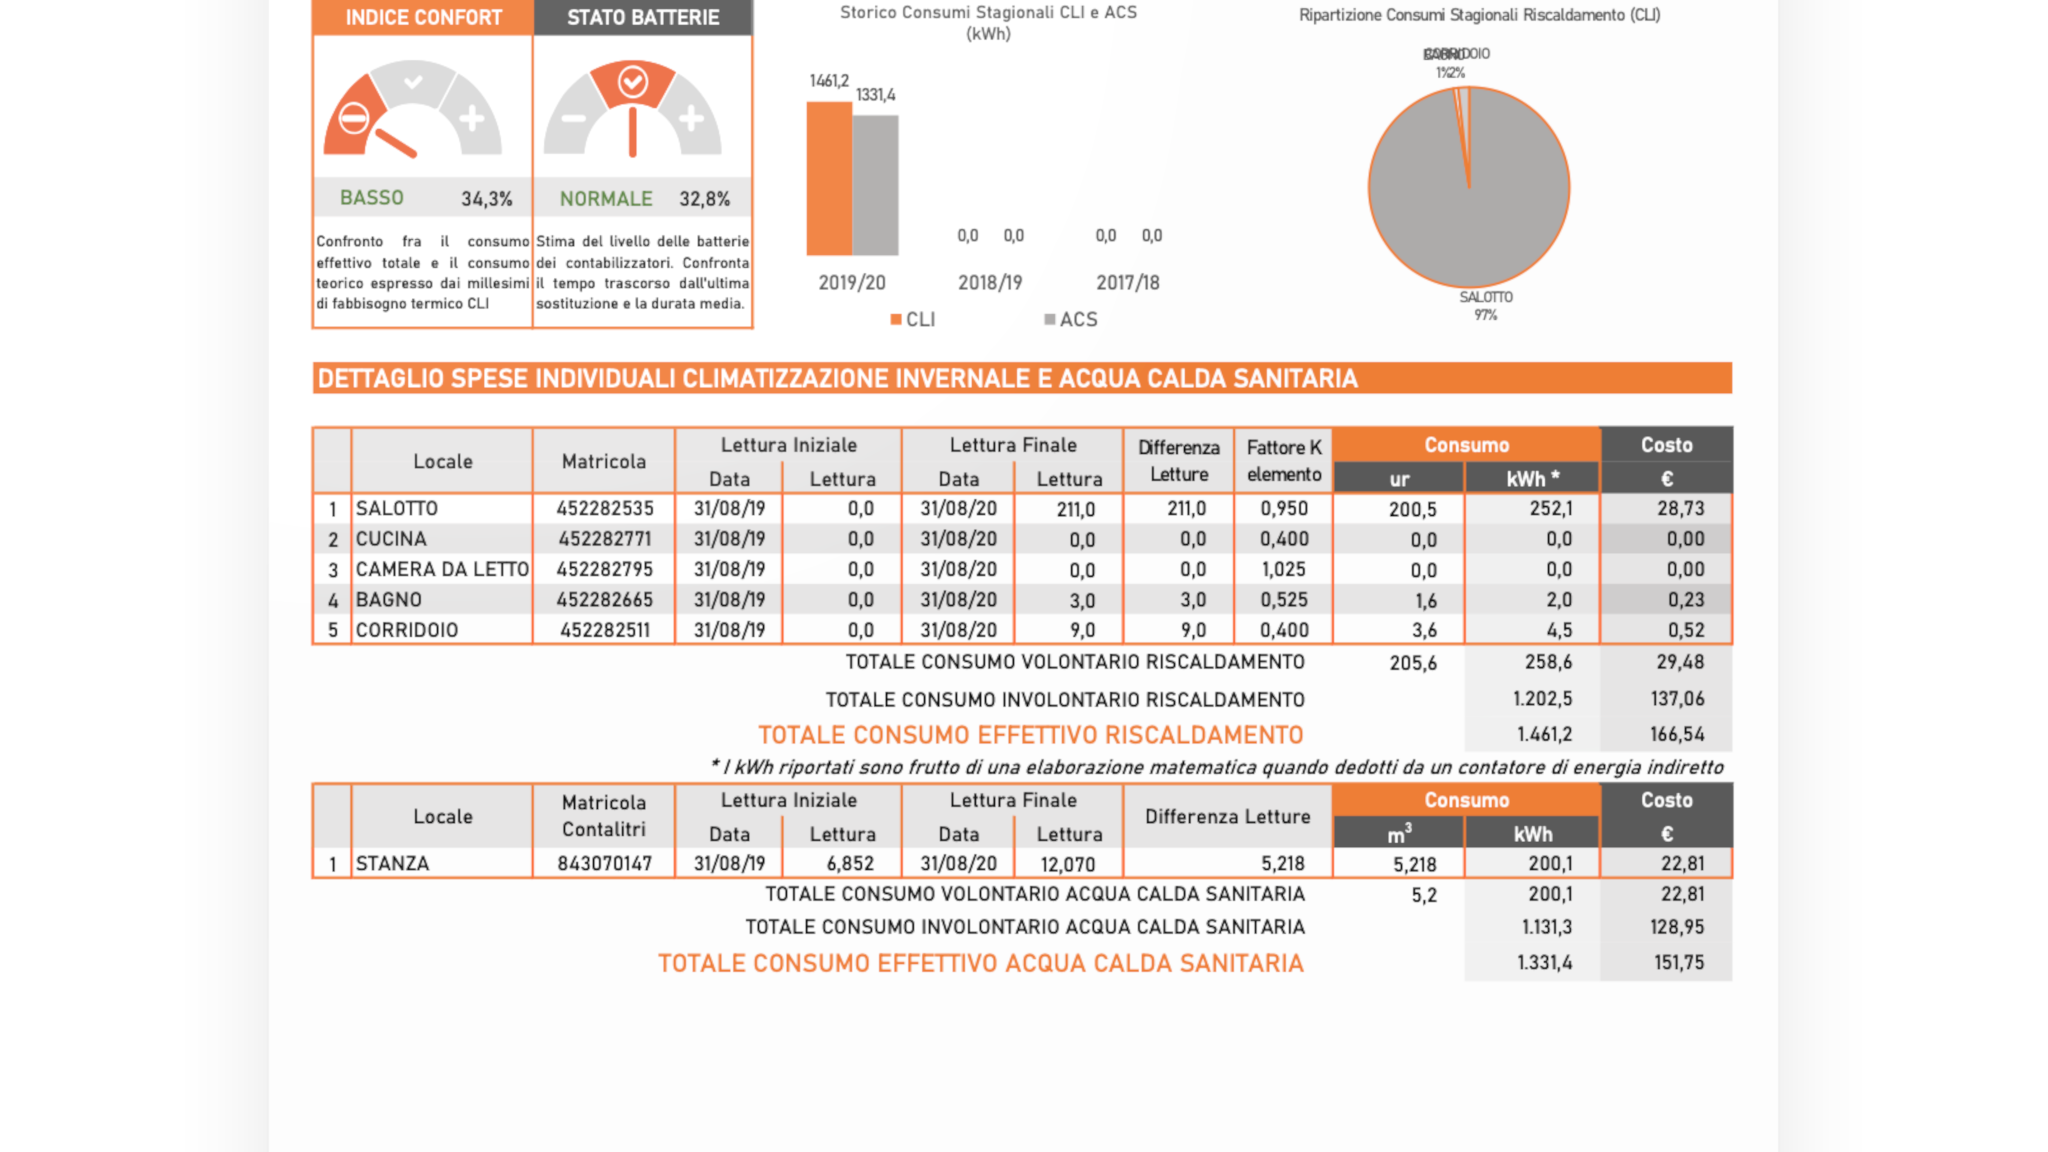 INDICE CONFORT STATO BATTERIE
BASSO 34,3% NORMALE 32,8%
Confronto fra il consumo
effettivo totale e il consumo
teorico espresso dai millesimi
di fabbisogno termico CLI
Stima del livello delle batterie
dei contabilizzatori. Confronta
il tempo trascorso dall'ultima
sostituzione e la durata media.
Storico Consumi Stagionali CLI e ACS
(kWh)
1461,2
1331,4
0,0 0,0 0,0 0,0
2019/20 2018/19 2017/18
CLI ACS
Ripartizione Consumi Stagionali Riscaldamento (CLI)
CORRIDOIO
1% 2%
SALOTTO
97%
DETTAGLIO SPESE INDIVIDUALI CLIMATIZZAZIONE INVERNALE E ACQUA CALDA SANITARIA
Locale Matricola Lettura Iniziale Lettura Finale Differenza Letture Fattore K elemento Consumo Costo
Data Lettura Data Lettura ur kWh * €
1 SALOTTO 452282535 31/08/19 0,0 31/08/20 211,0 211,0 0,950 200,5 252,1 28,73
2 CUCINA 452282771 31/08/19 0,0 31/08/20 0,0 0,0 0,400 0,0 0,0 0,00
3 CAMERA DA LETTO 452282795 31/08/19 0,0 31/08/20 0,0 0,0 1,025 0,0 0,0 0,00
4 BAGNO 452282665 31/08/19 0,0 31/08/20 3,0 3,0 0,525 1,6 2,0 0,23
5 CORRIDOIO 452282511 31/08/19 0,0 31/08/20 9,0 9,0 0,400 3,6 4,5 0,52
TOTALE CONSUMO VOLONTARIO RISCALDAMENTO 205,6 258,6 29,48
TOTALE CONSUMO INVOLONTARIO RISCALDAMENTO 1.202,5 137,06
TOTALE CONSUMO EFFETTIVO RISCALDAMENTO 1.461,2 166,54
* I kWh riportati sono frutto di una elaborazione matematica quando dedotti da un contatore di energia indiretto
Locale Matricola Contalitri Lettura Iniziale Lettura Finale Differenza Letture Consumo Costo
Data Lettura Data Lettura m³ kWh €
1 STANZA 843070147 31/08/19 6,852 31/08/20 12,070 5,218 5,218 200,1 22,81
TOTALE CONSUMO VOLONTARIO ACQUA CALDA SANITARIA 5,2 200,1 22,81
TOTALE CONSUMO INVOLONTARIO ACQUA CALDA SANITARIA 1.131,3 128,95
TOTALE CONSUMO EFFETTIVO ACQUA CALDA SANITARIA 1.331,4 151,75